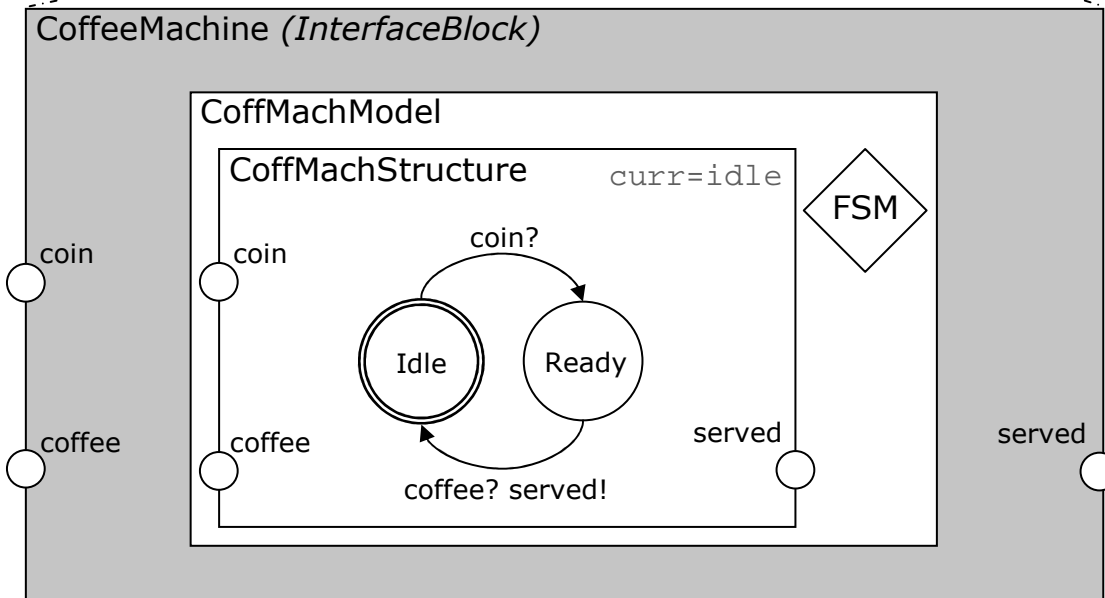 CoffeeMachine (InterfaceBlock)
CoffMachModel
CoffMachStructure
curr=idle
FSM
coin
coin
coin?
Idle
Ready
coffee
coffee
served
served
coffee? served!